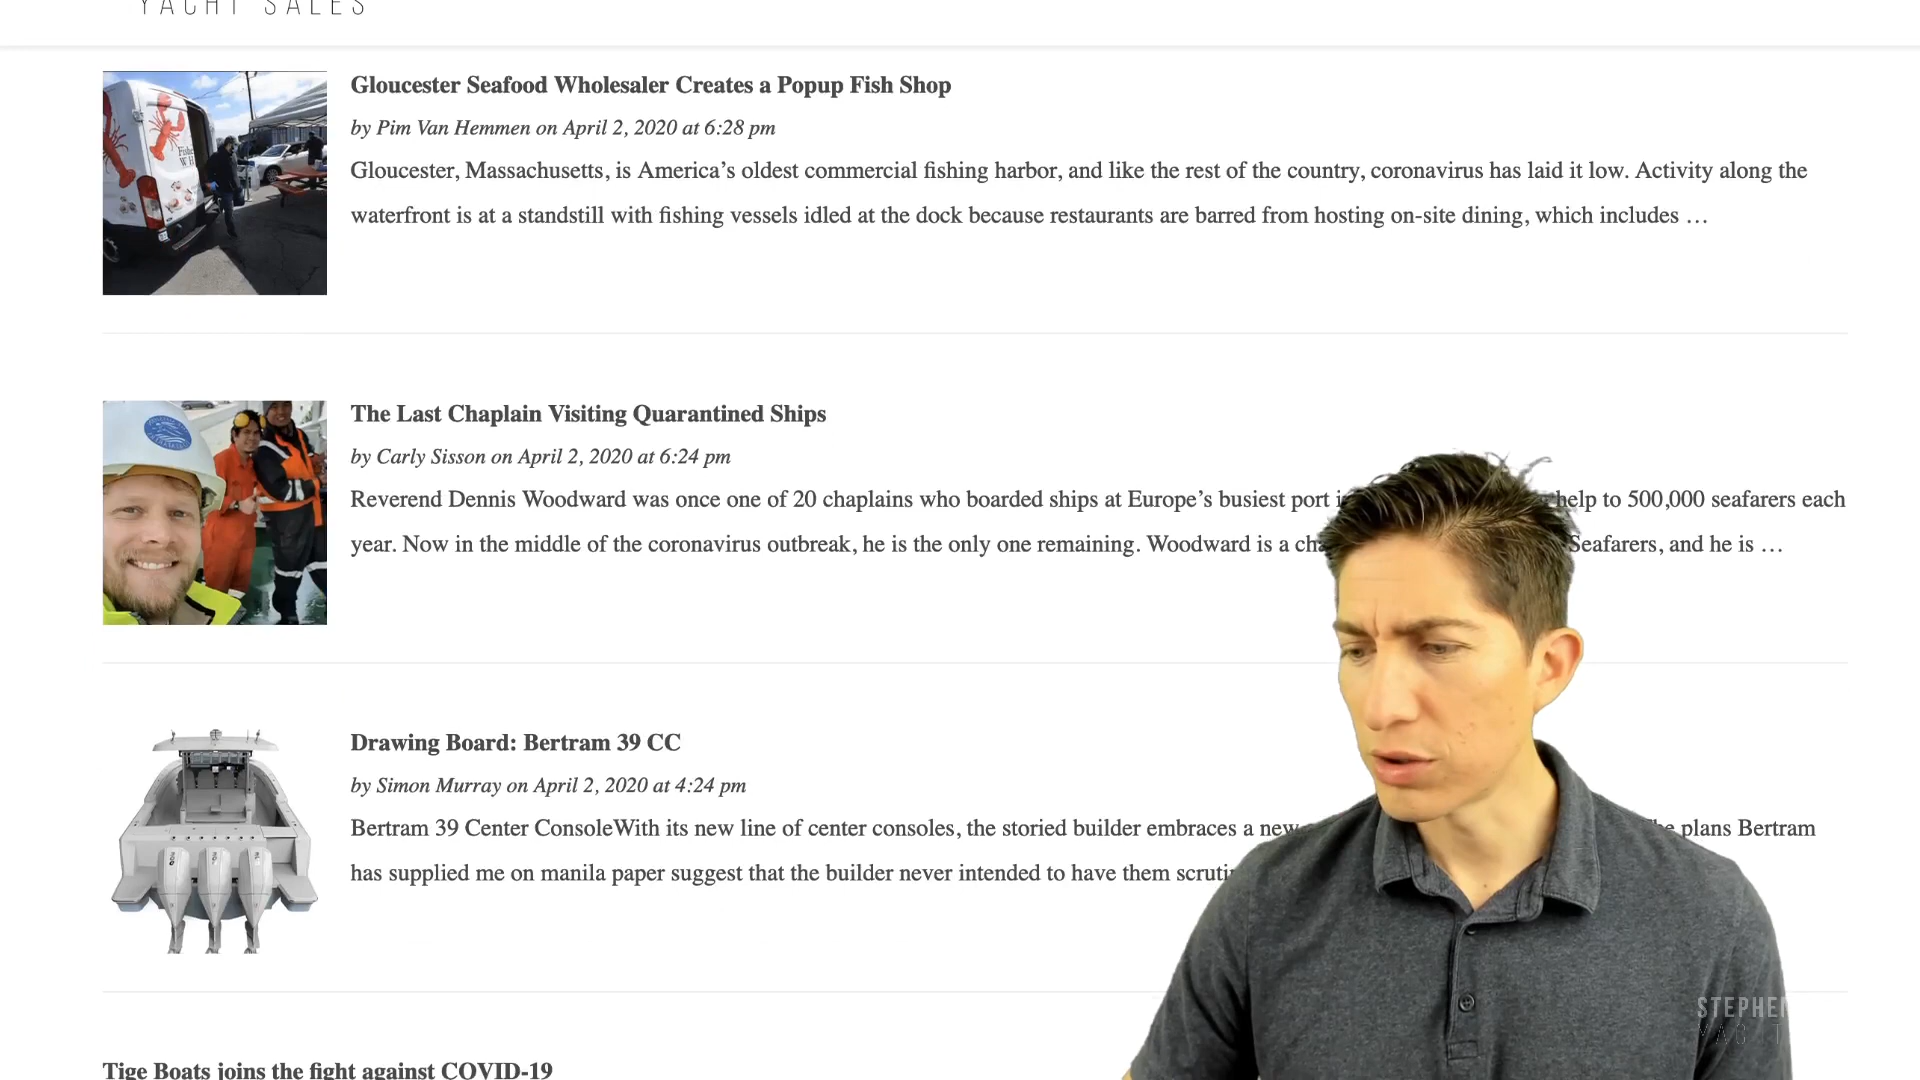 YACHT SALES
Gloucester Seafood Wholesaler Creates a Popup Fish Shop
by Pim Van Hemmen on April 2, 2020 at 6:28 pm
Gloucester, Massachusetts, is America’s oldest commercial fishing harbor, and like the rest of the country, coronavirus has laid it low. Activity along the
waterfront is at a standstill with fishing vessels idled at the dock because restaurants are barred from hosting on-site dining, which includes …
The Last Chaplain Visiting Quarantined Ships
by Carly Sisson on April 2, 2020 at 6:24 pm
Reverend Dennis Woodward was once one of 20 chaplains who boarded ships at Europe’s busiest port help to 500,000 seafarers each
year. Now in the middle of the coronavirus outbreak, he is the only one remaining. Woodward is a Seafarers, and he is …
Drawing Board: Bertram 39 CC
by Simon Murray on April 2, 2020 at 4:24 pm
Bertram 39 Center ConsoleWith its new line of center consoles, the storied builder embraces a new plans Bertram
has supplied me on manila paper suggest that the builder never intended to have them
Tige Boats joins the fight against COVID-19
STEPHEN